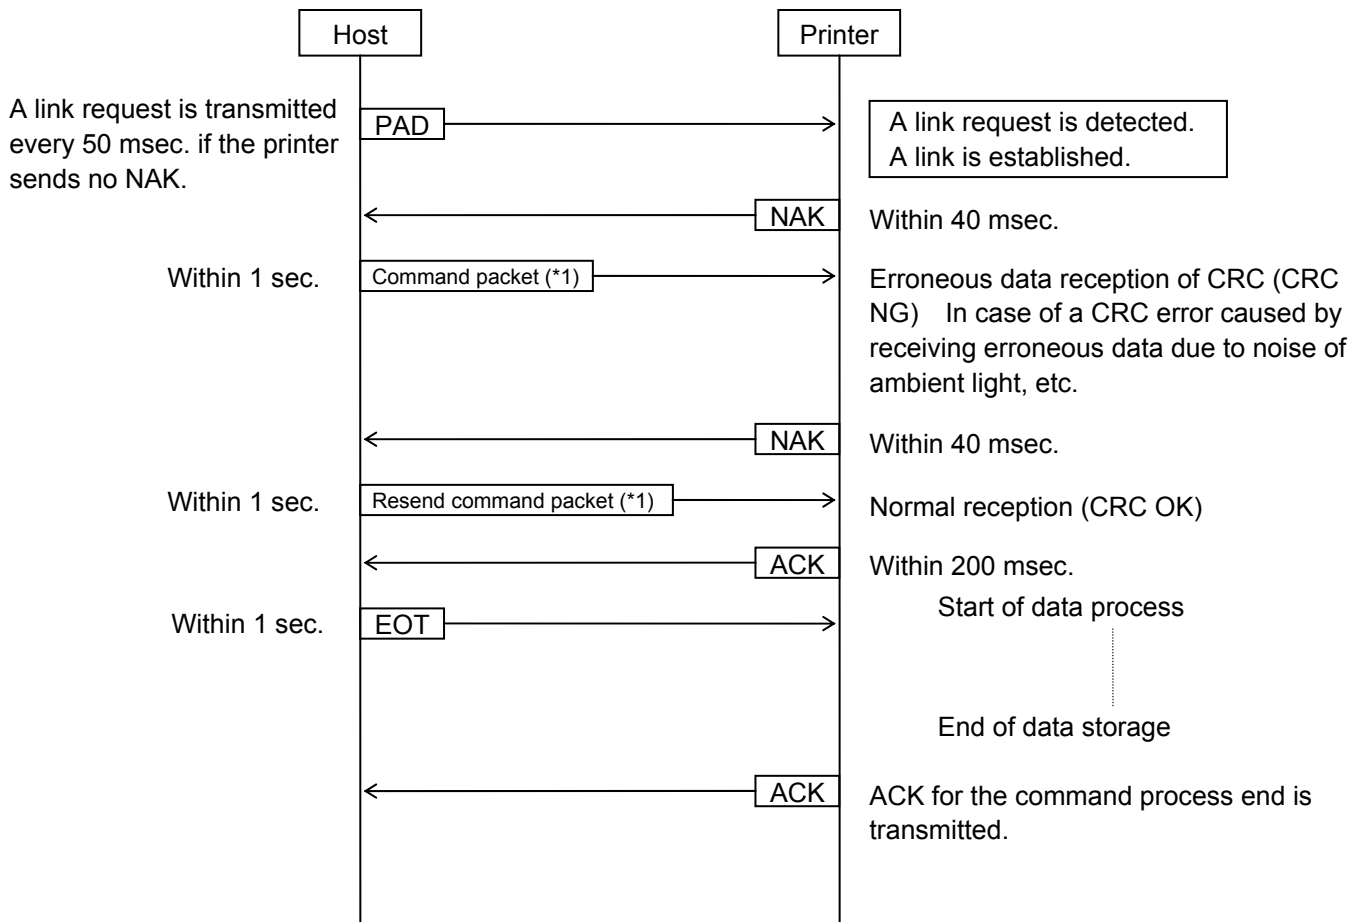 Host
Printer
A link request is transmitted
every 50 msec. if the printer
sends no NAK.
PAD
A link request is detected.
A link is established.
NAK
Within 40 msec.
Within 1 sec.
Command packet (*1)
Erroneous data reception of CRC (CRC
NG) In case of a CRC error caused by
receiving erroneous data due to noise of
ambient light, etc.
NAK
Within 40 msec.
Within 1 sec.
Resend command packet (*1)
Normal reception (CRC OK)
ACK
Within 200 msec.
Start of data process
Within 1 sec.
EOT
End of data storage
ACK
ACK for the command process end is
transmitted.